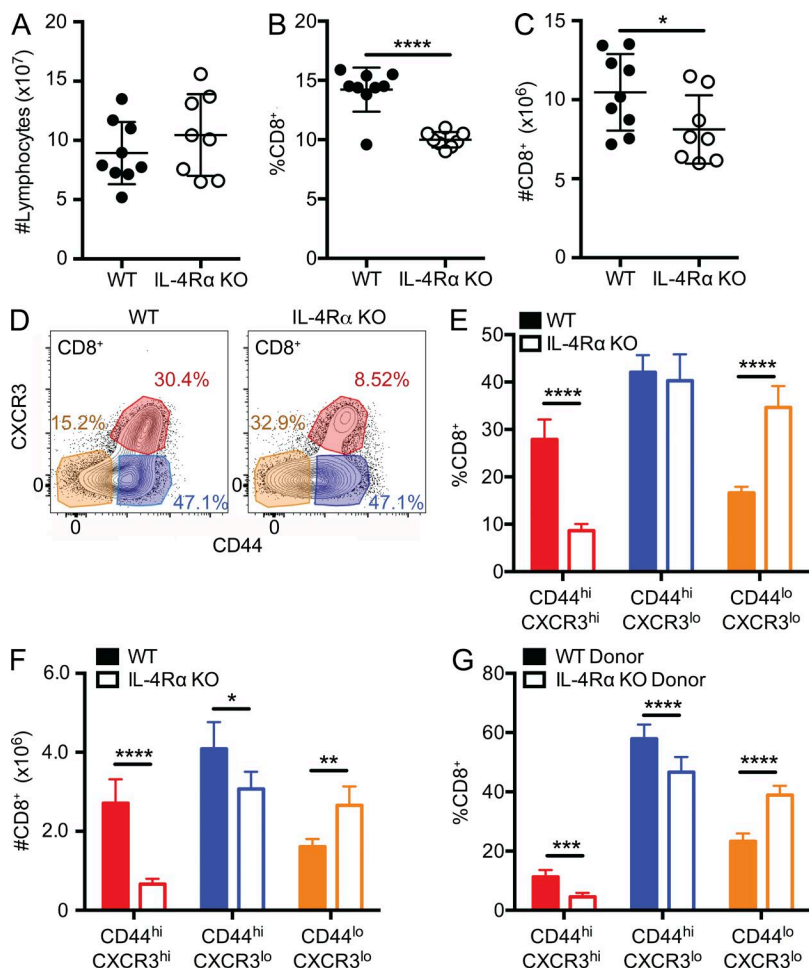 A
#Lymphocytes (x10⁷)
20
15
10
5
0
WT
IL-4Rα KO
B
%CD8⁺
20
15
10
5
0
****
WT
IL-4Rα KO
C
#CD8⁺ (x10⁶)
15
10
5
0
*
WT
IL-4Rα KO
D
WT
IL-4Rα KO
CD8⁺
30.4%
15.2%
47.1%
CD8⁺
8.52%
32.9%
47.1%
CXCR3
0
0
0
CD44
E
WT
IL-4Rα KO
%CD8⁺
50
40
30
20
10
0
****
****
CD44ʰⁱ CD44ʰⁱ CD44ˡᵒ
CXCR3ʰⁱ CXCR3ˡᵒ CXCR3ˡᵒ
F
WT
IL-4Rα KO
#CD8⁺ (x10⁶)
6.0
4.0
2.0
0
****
*
**
CD44ʰⁱ CD44ʰⁱ CD44ˡᵒ
CXCR3ʰⁱ CXCR3ˡᵒ CXCR3ˡᵒ
G
WT Donor
IL-4Rα KO Donor
%CD8⁺
80
60
40
20
0
***
****
****
CD44ʰⁱ CD44ʰⁱ CD44ˡᵒ
CXCR3ʰⁱ CXCR3ˡᵒ CXCR3ˡᵒ